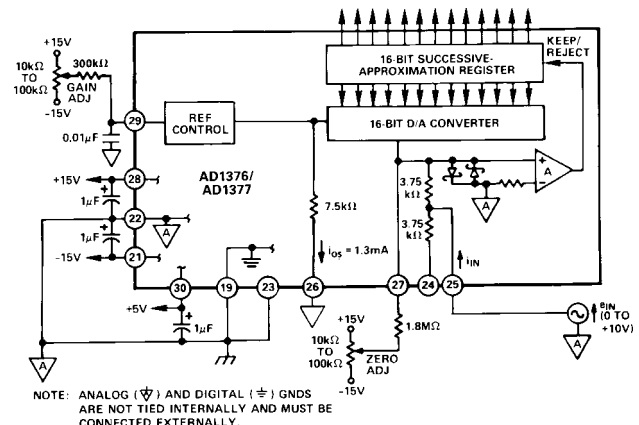 +15V
10kΩ
TO
100kΩ
300kΩ
GAIN
ADJ
-15V
0.01μF
29
REF
CONTROL
AD1376/
AD1377
16-BIT SUCCESSIVE-
APPROXIMATION REGISTER
KEEP/
REJECT
16-BIT D/A CONVERTER
+15V
28
+
1μF
22
A
+
1μF
-15V
21
7.5kΩ
iOS = 1.3mA
3.75
kΩ
3.75
kΩ
+
-
A
A
iIN
30
19
23
26
27
24
25
+5V
+
1μF
A
+15V
10kΩ
TO
100kΩ
-15V
1.8MΩ
ZERO
ADJ
eIN
(0 TO
+10V)
A
NOTE: ANALOG (A) AND DIGITAL (⏚) GNDS
ARE NOT TIED INTERNALLY AND MUST BE
CONNECTED EXTERNALLY.